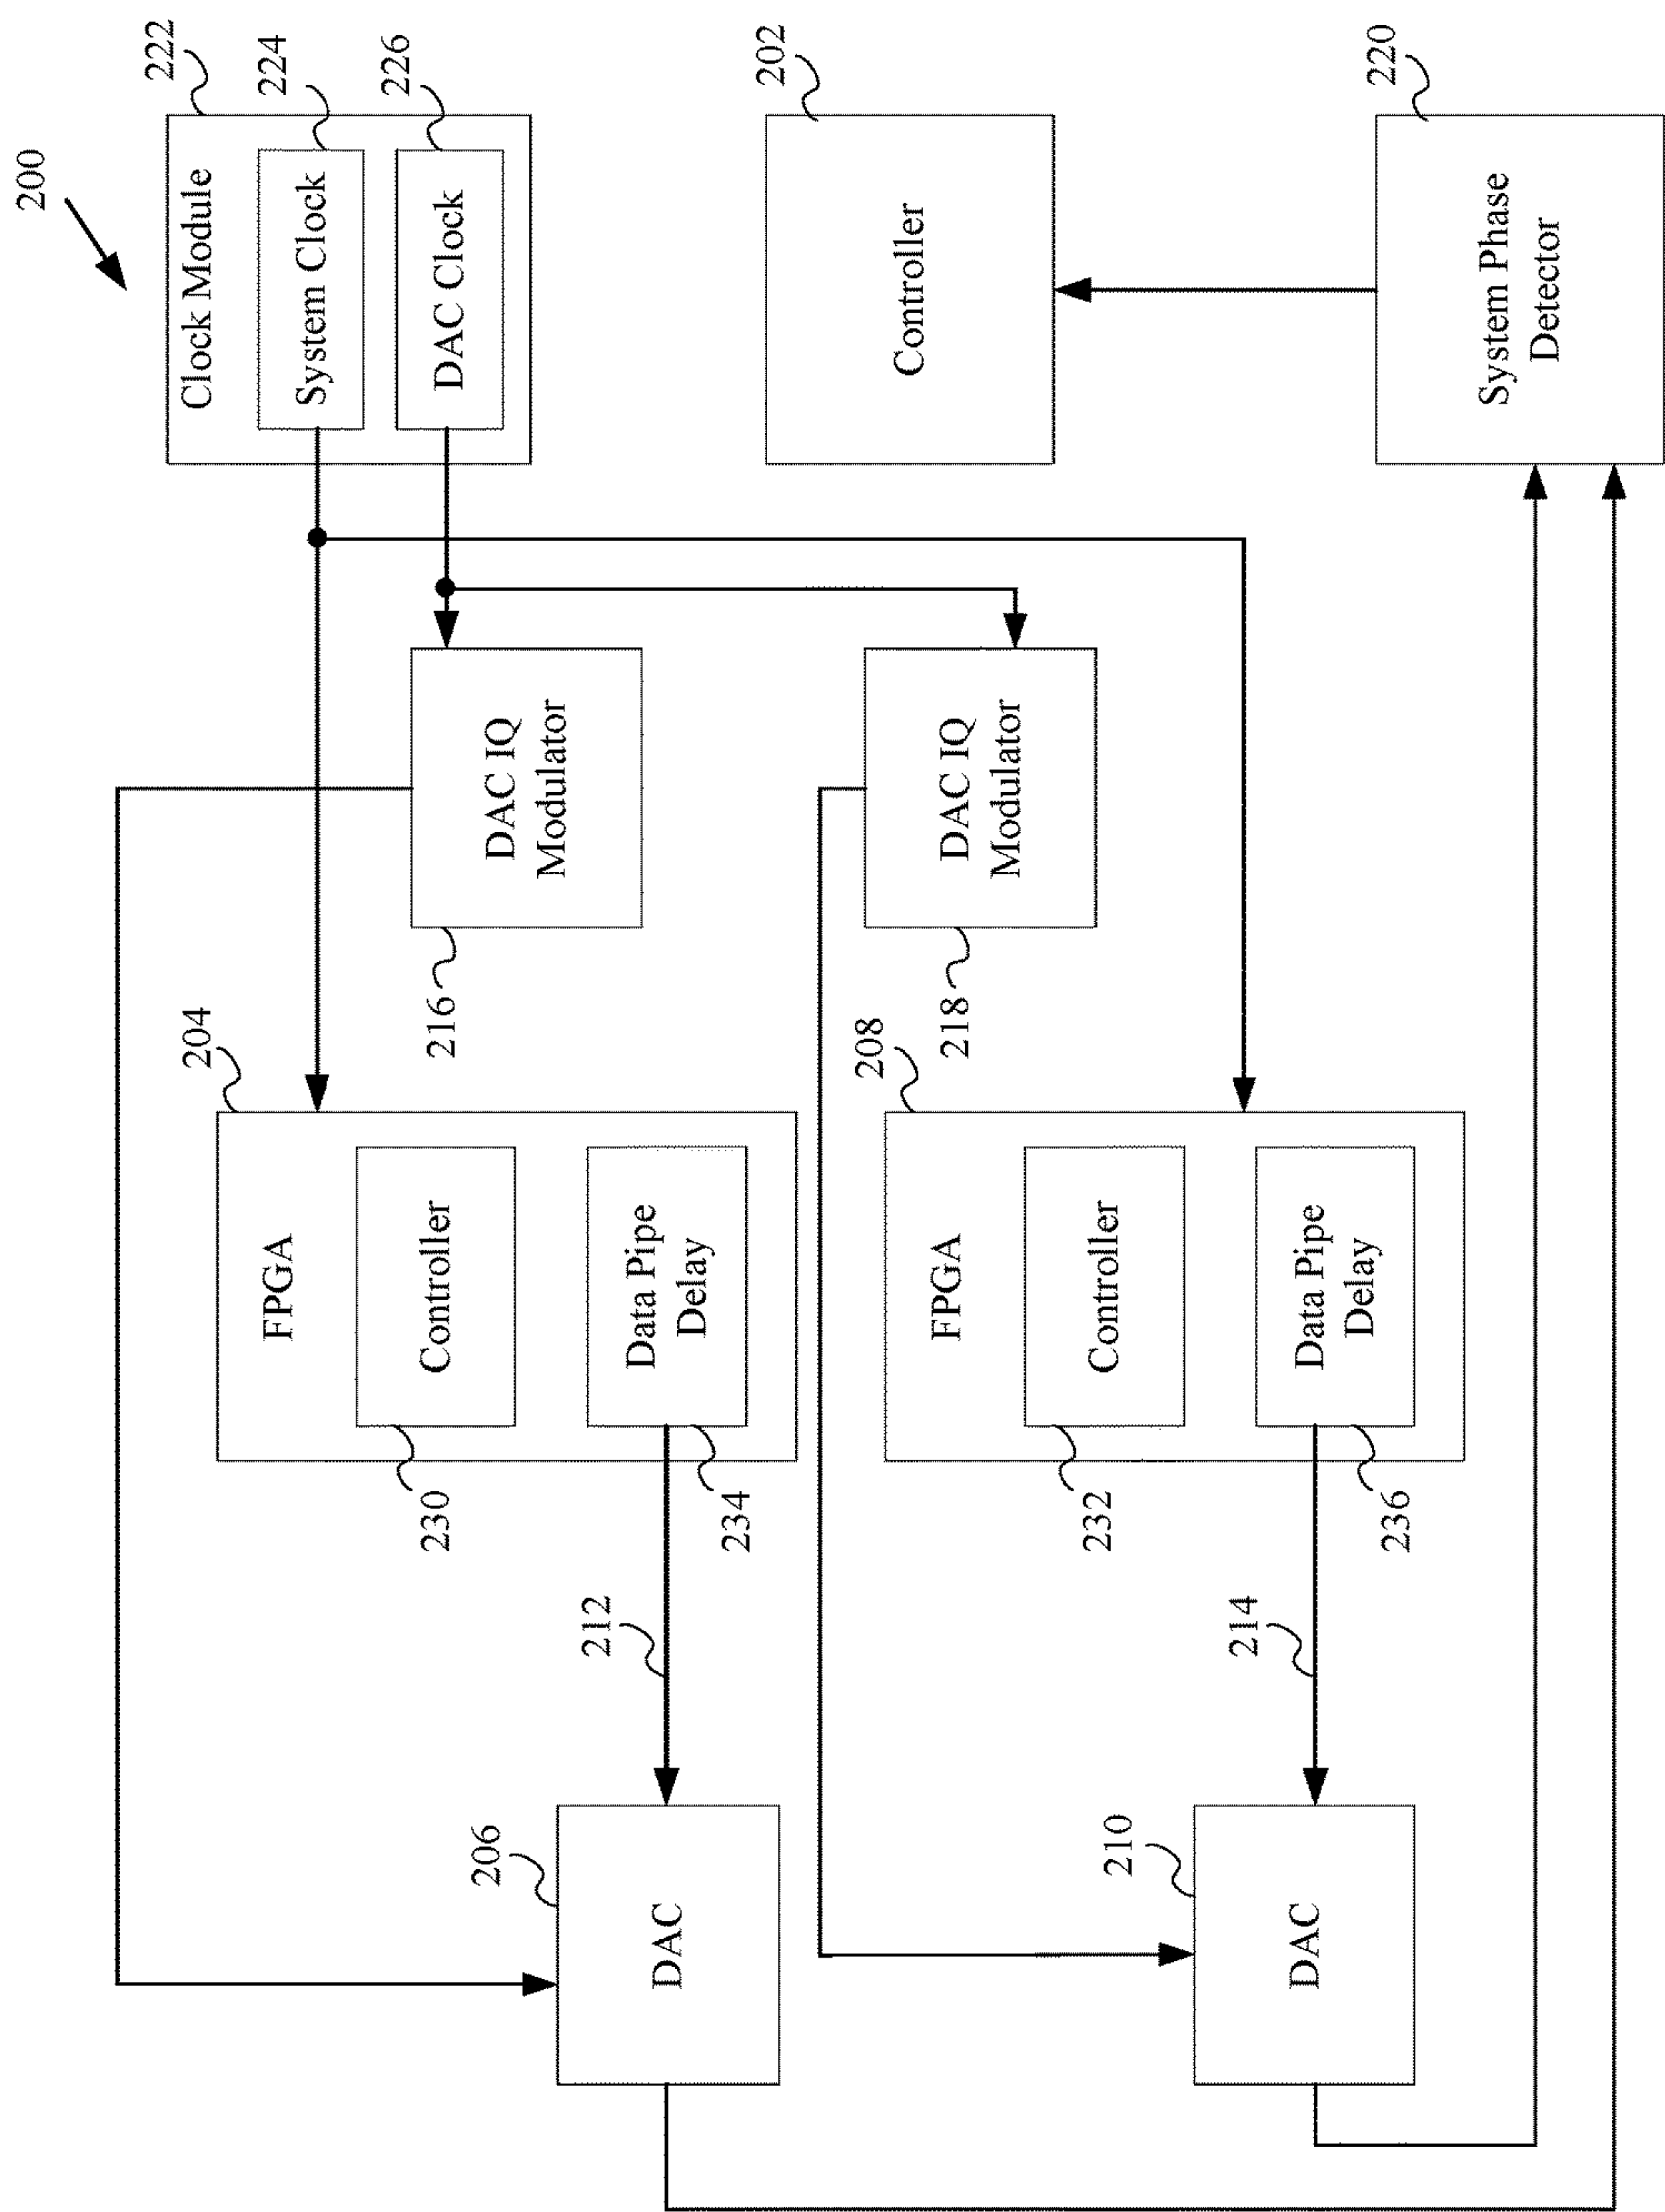 200
222
Clock Module
224
System Clock
226
DAC Clock
204
FPGA
230
Controller
234
Data Pipe
Delay
216
DAC IQ
Modulator
212
206
DAC
202
Controller
218
DAC IQ
Modulator
208
FPGA
232
Controller
236
Data Pipe
Delay
214
210
DAC
220
System Phase
Detector